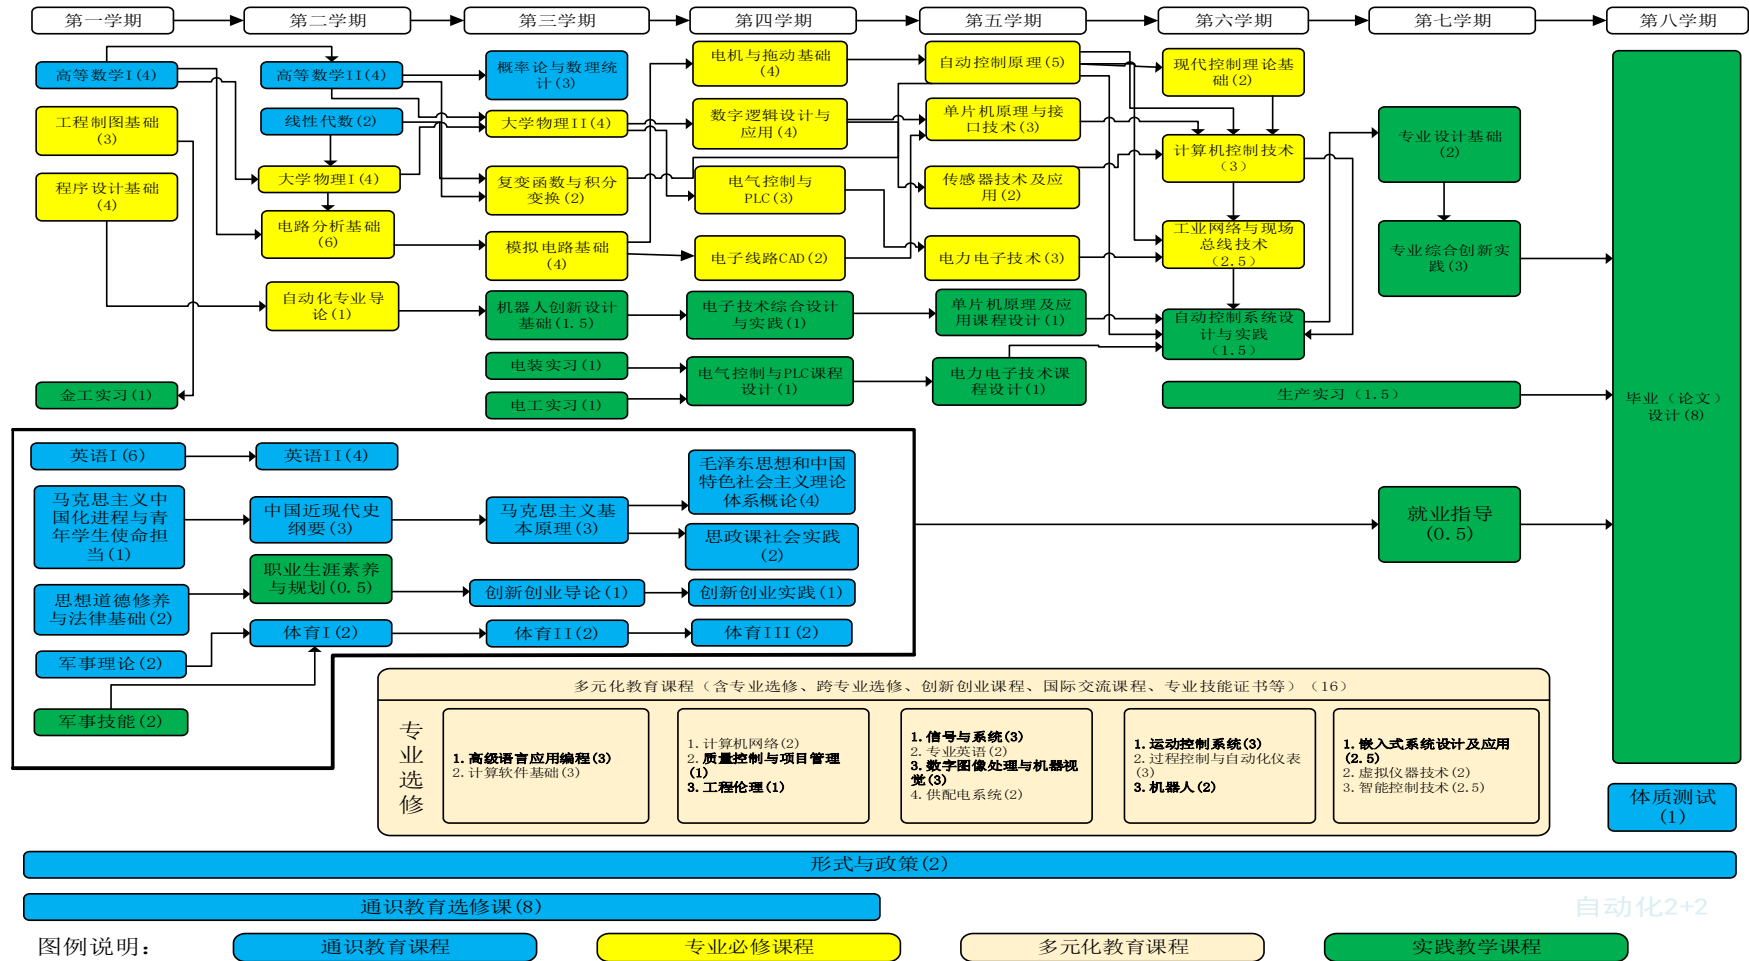 第一学期
第二学期
第三学期
第四学期
第五学期
第六学期
第七学期
第八学期
高等数学I(4)
工程制图基础
(3)
程序设计基础
(4)
金工实习(1)
高等数学II(4)
线性代数(2)
大学物理I(4)
电路分析基础
(6)
自动化专业导
论(1)
概率论与数理统
计(3)
大学物理II(4)
复变函数与积分
变换(2)
模拟电路基础
(4)
机器人创新设计
基础(1.5)
电装实习(1)
电工实习(1)
电机与拖动基础
(4)
数字逻辑设计与
应用(4)
电气控制与
PLC(3)
电子线路CAD(2)
电子技术综合设计
与实践(1)
电气控制与PLC课程
设计(1)
自动控制原理(5)
单片机原理与接
口技术(3)
传感器技术及应
用(2)
电力电子技术(3)
单片机原理及应
用课程设计(1)
电力电子技术课
程设计(1)
现代控制理论基
础(2)
计算机控制技术
(3)
工业网络与现场
总线技术
(2.5)
自动控制系统设
计与实践
(1.5)
生产实习(1.5)
专业设计基础
(2)
专业综合创新实
践(3)
毕业（论文）
设计(8)
英语I(6)
英语II(4)
马克思主义中
国化进程与青
年学生使命担
当(1)
中国近现代史
纲要(3)
马克思主义基
本原理(3)
毛泽东思想和中国
特色社会主义理论
体系概论(4)
思政课社会实践
(2)
思想道德修养
与法律基础(2)
职业生涯素养
与规划(0.5)
创新创业导论(1)
创新创业实践(1)
军事理论(2)
体育I(2)
体育II(2)
体育III(2)
军事技能(2)
就业指导
(0.5)
多元化教育课程（含专业选修、跨专业选修、创新创业课程、国际交流课程、专业技能证书等）（16）
专
业
选
修
1. 高级语言应用编程(3)
2. 计算软件基础(3)
1. 计算机网络(2)
2. 质量控制与项目管理
(1)
3. 工程伦理(1)
1. 信号与系统(3)
2. 专业英语(2)
3. 数字图像处理与机器视
觉(3)
4. 供配电系统(2)
1. 运动控制系统(3)
2. 过程控制与自动化仪表
(3)
3. 机器人(2)
1. 嵌入式系统设计及应用
(2.5)
2. 虚拟仪器技术(2)
3. 智能控制技术(2.5)
体质测试
(1)
形式与政策(2)
通识教育选修课(8)
自动化2+2
图例说明：
通识教育课程
专业必修课程
多元化教育课程
实践教学课程